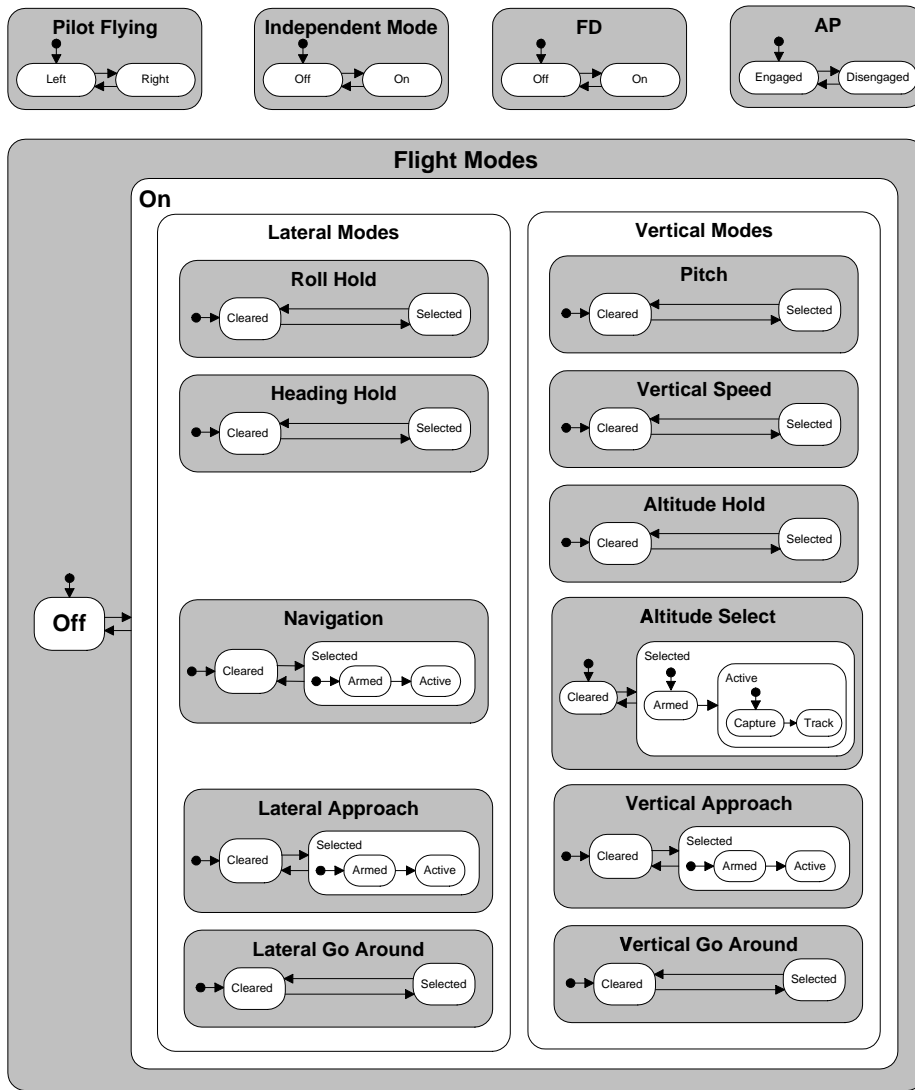 Pilot Flying
Left
Right
Independent Mode
Off
On
FD
Off
On
AP
Engaged
Disengaged
Flight Modes
Off
On
Lateral Modes
Roll Hold
Cleared
Selected
Heading Hold
Cleared
Selected
Navigation
Cleared
Selected
Armed
Active
Lateral Approach
Cleared
Selected
Armed
Active
Lateral Go Around
Cleared
Selected
Vertical Modes
Pitch
Cleared
Selected
Vertical Speed
Cleared
Selected
Altitude Hold
Cleared
Selected
Altitude Select
Cleared
Selected
Armed
Active
Capture
Track
Vertical Approach
Cleared
Selected
Armed
Active
Vertical Go Around
Cleared
Selected